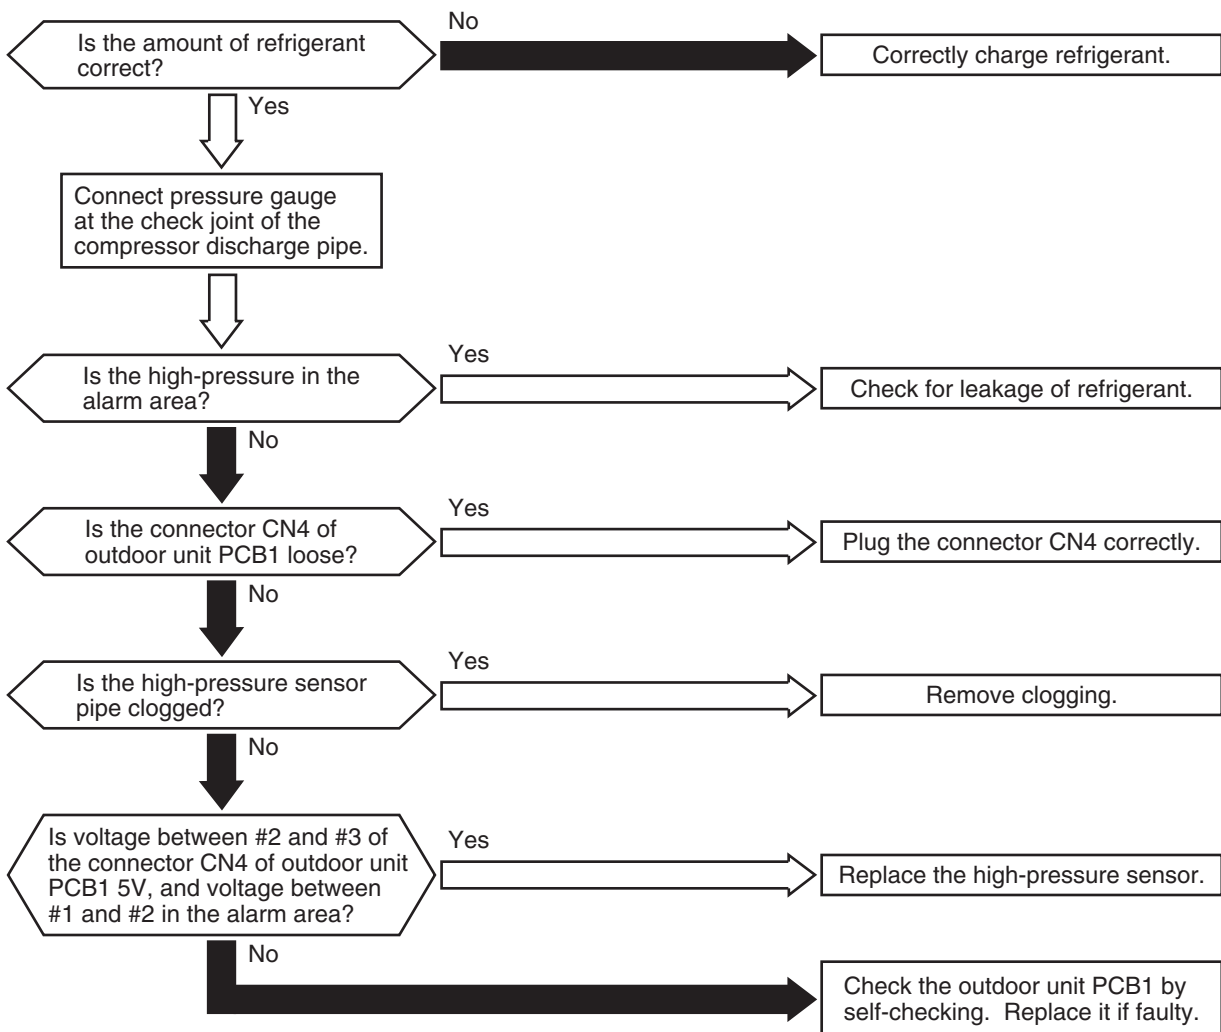 No
Is the amount of refrigerant
correct?
Correctly charge refrigerant.
Yes
Connect pressure gauge
at the check joint of the
compressor discharge pipe.
Yes
Is the high-pressure in the
alarm area?
Check for leakage of refrigerant.
No
Yes
Is the connector CN4 of
outdoor unit PCB1 loose?
Plug the connector CN4 correctly.
No
Yes
Is the high-pressure sensor
pipe clogged?
Remove clogging.
No
Is voltage between #2 and #3 of
the connector CN4 of outdoor unit
PCB1 5V, and voltage between
#1 and #2 in the alarm area?
Yes
Replace the high-pressure sensor.
No
Check the outdoor unit PCB1 by
self-checking.  Replace it if faulty.